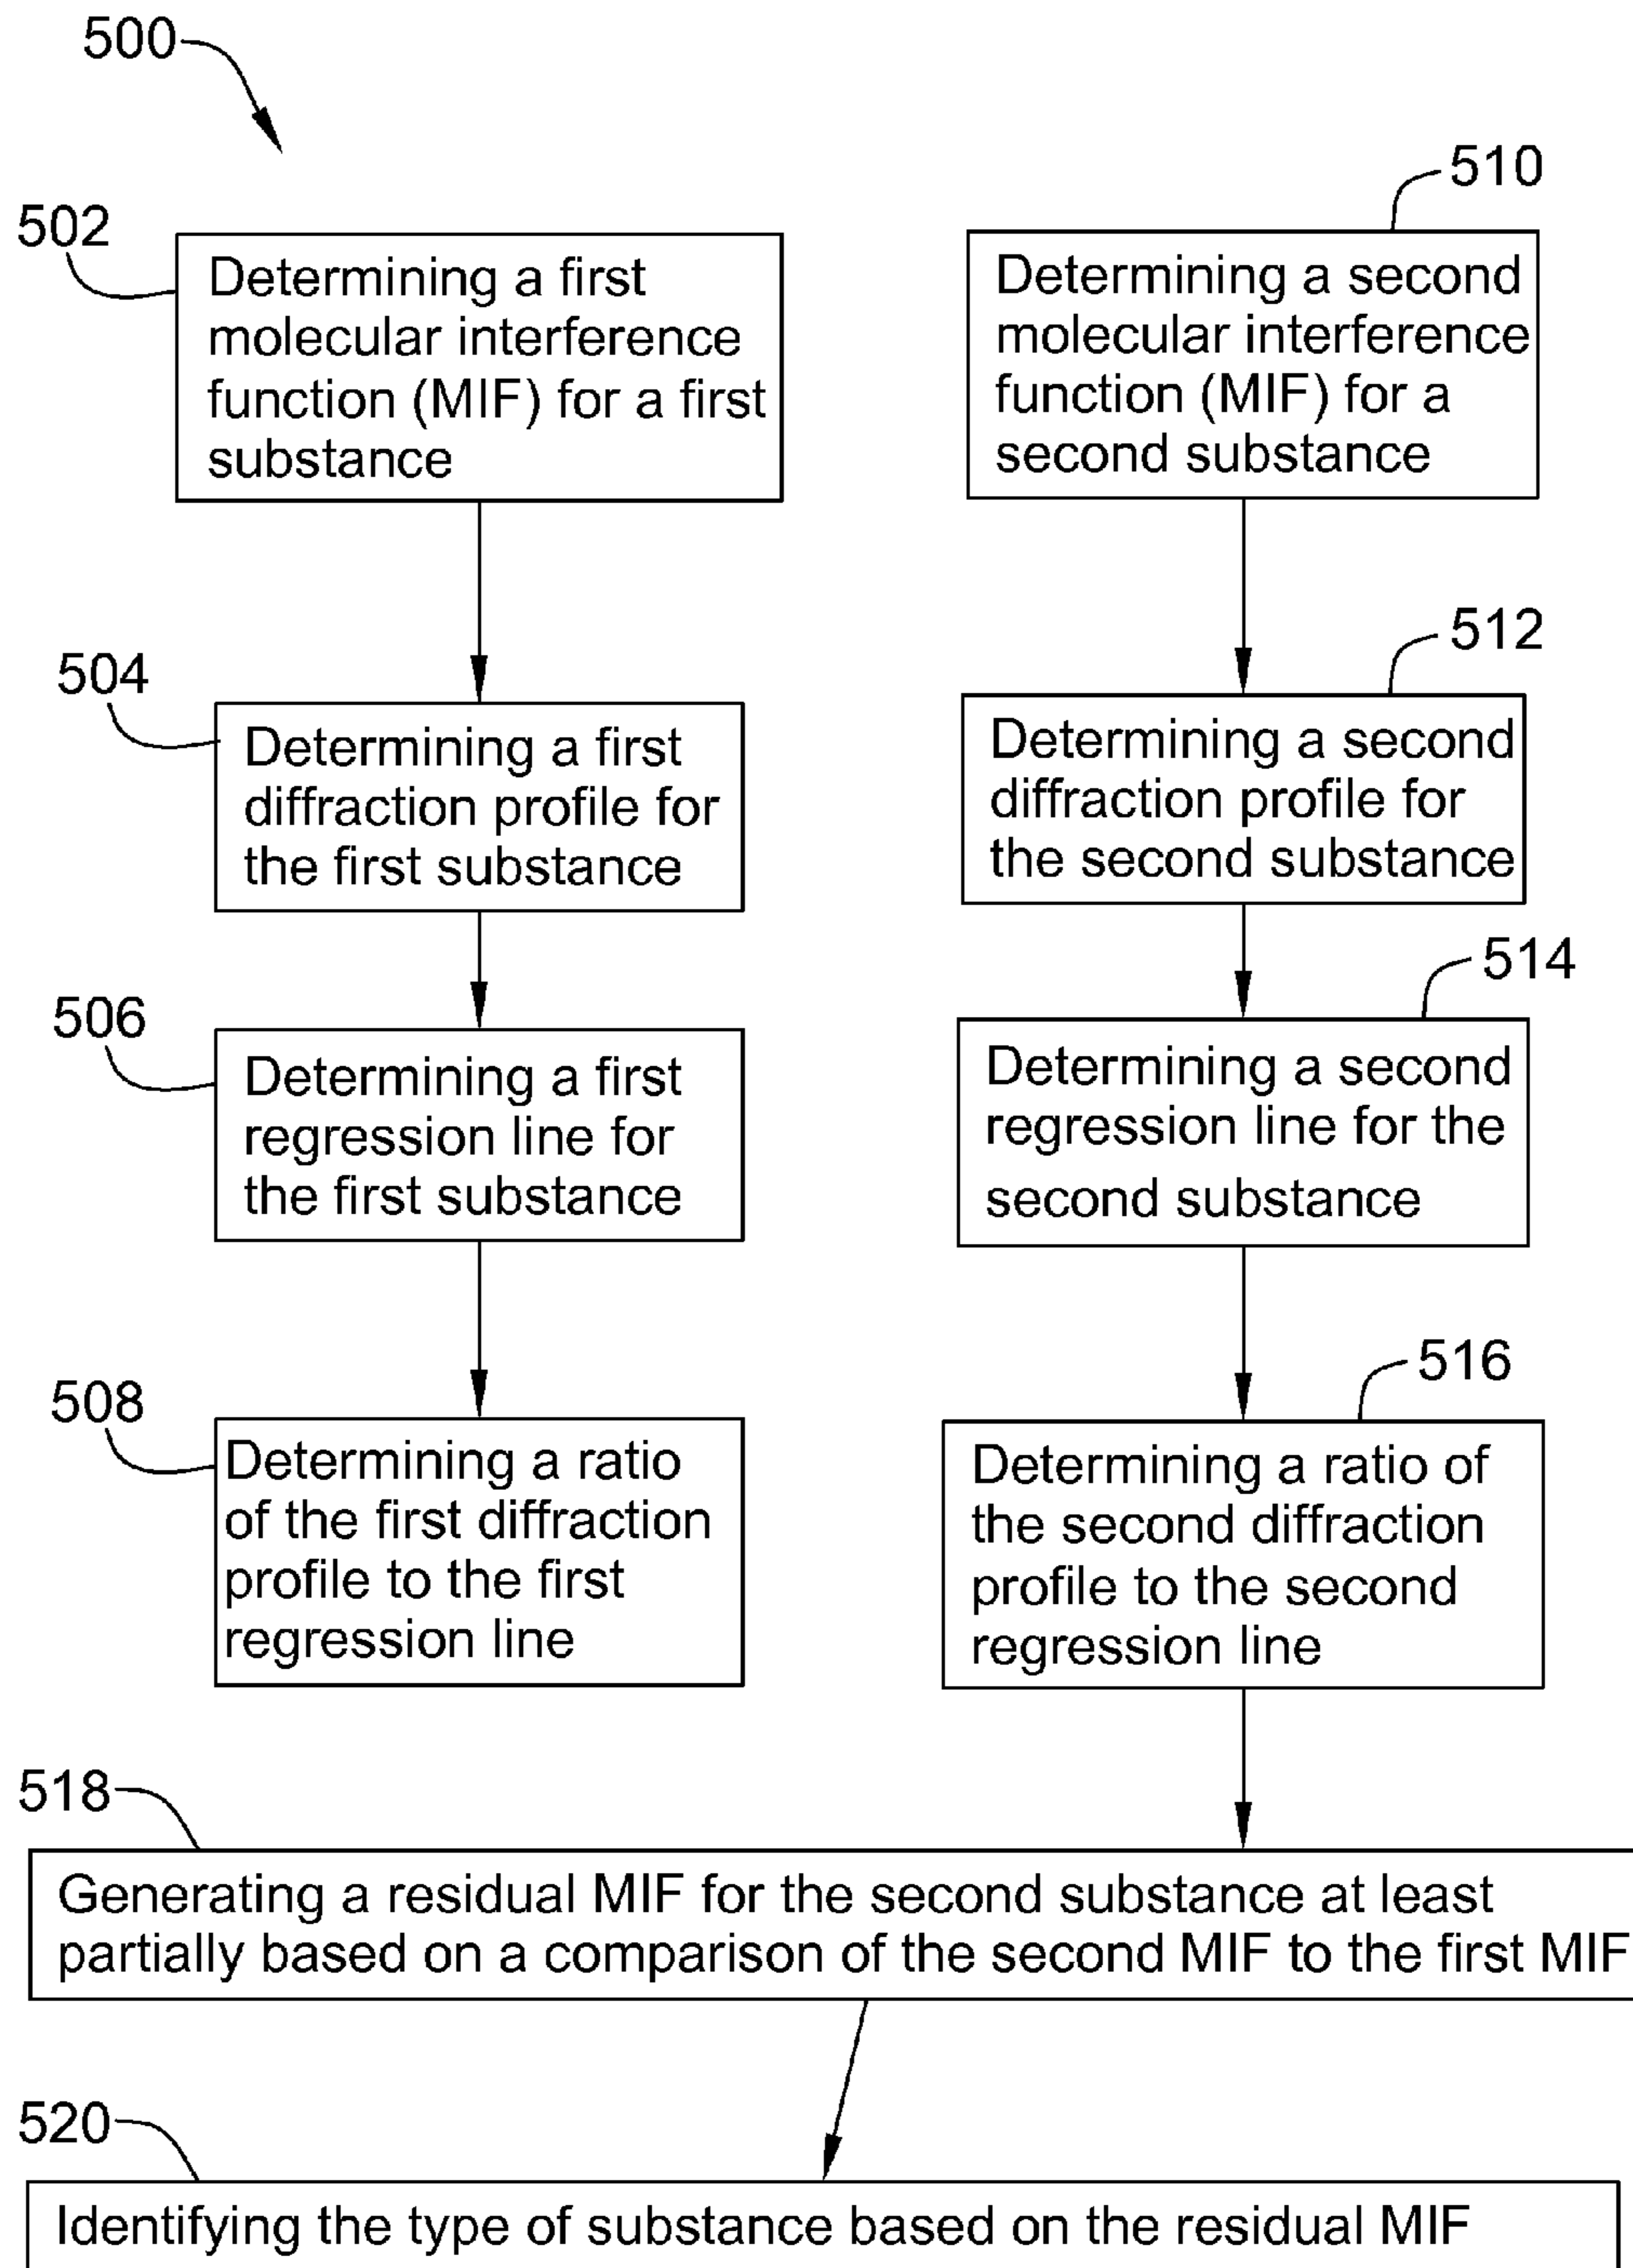 500
502
Determining a first
molecular interference
function (MIF) for a first
substance
504
Determining a first
diffraction profile for
the first substance
506
Determining a first
regression line for
the first substance
508
Determining a ratio
of the first diffraction
profile to the first
regression line
510
Determining a second
molecular interference
function (MIF) for a
second substance
512
Determining a second
diffraction profile for
the second substance
514
Determining a second
regression line for the
second substance
516
Determining a ratio of
the second diffraction
profile to the second
regression line
518
Generating a residual MIF for the second substance at least
partially based on a comparison of the second MIF to the first MIF
520
Identifying the type of substance based on the residual MIF